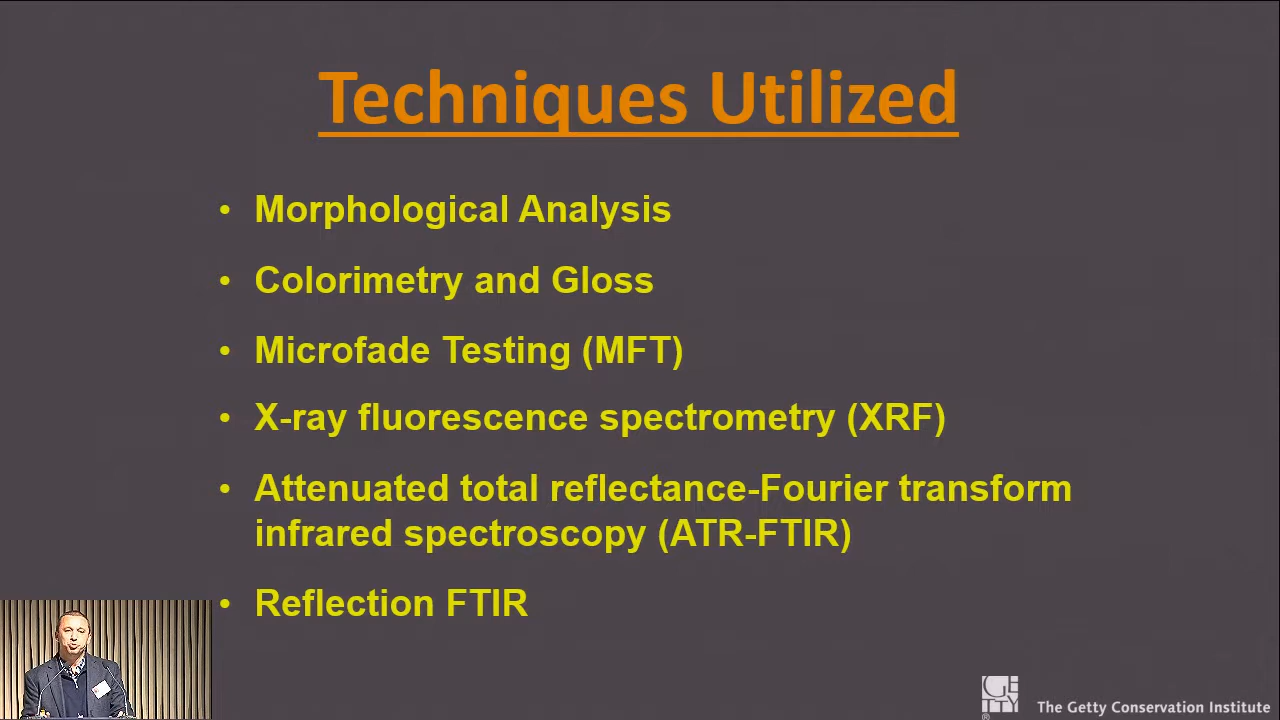 Techniques Utilized
• Morphological Analysis
• Colorimetry and Gloss
• Microfade Testing (MFT)
• X-ray fluorescence spectrometry (XRF)
• Attenuated total reflectance-Fourier transform
infrared spectroscopy (ATR-FTIR)
• Reflection FTIR
Getty
® The Getty Conservation Institute